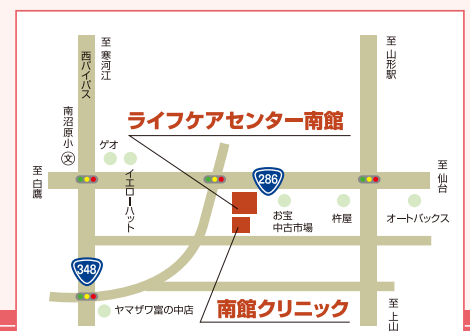 至寒河江
西バイパス
至山形駅
南沼原小
文
ライフケアセンター南館
ゲオ
イエローハット
至白鷹
286
至仙台
お宝
中古市場
杵屋
オートバックス
348
ヤマザワ富の中店
南館クリニック
至上山